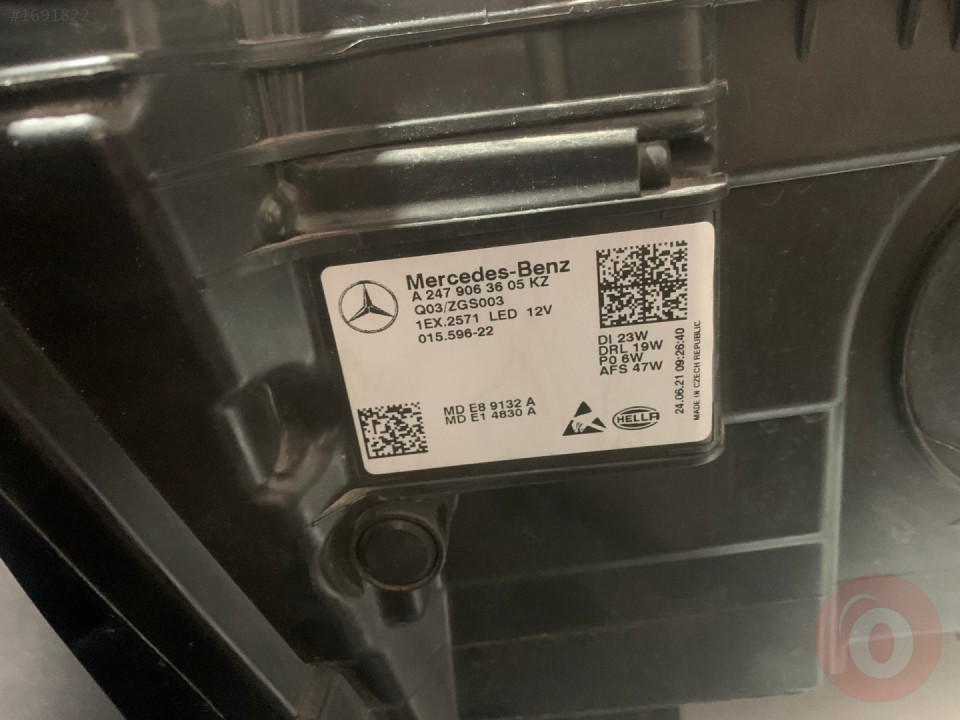 #1691822
Mercedes-Benz
A 247 906 36 05 KZ
Q03/ZGS003
1EX.2571 LED 12V
015.596-22
DI 23W
DRL 19W
PO 6W
AFS 47W
24.06.21 09:26:40
MADE IN CZECH REPUBLIC
MD E8 9132 A
MD E1 4830 A
HELLA